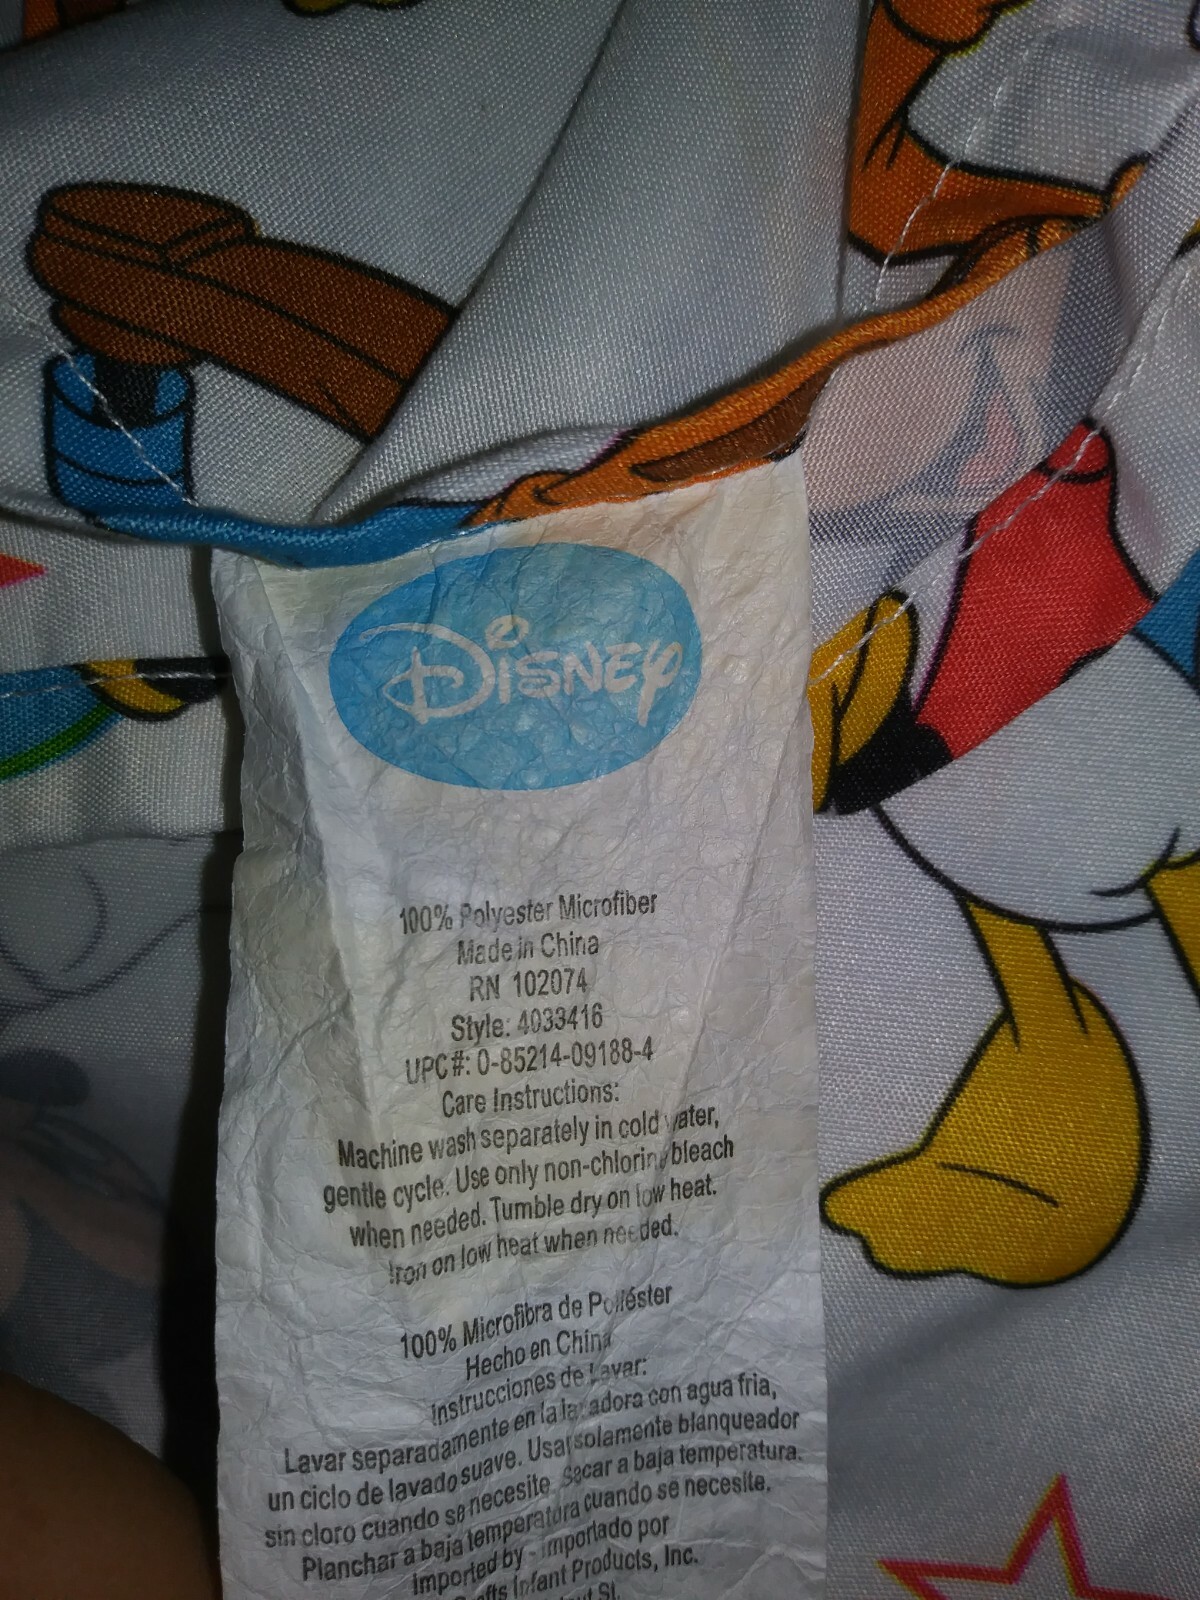 Disney
100% Polyester Microfiber
Made in China
RN 102074
Style: 4033416
UPC#: 0-85214-09188-4
Care Instructions:
Machine wash separately in cold water,
gentle cycle. Use only non-chlorine bleach
when needed. Tumble dry on low heat.
Iron on low heat when needed.
100% Microfibra de Poliéster
Hecho en China
Instrucciones de Lavar:
Lavar separadamente en la lavadora con agua fria,
un ciclo de lavado suave. Usar solamente blanqueador
sin cloro cuando se necesite. Secar a baja temperatura.
Planchar a baja temperatura cuando se necesite.
Imported by - importado por
Infant Products, Inc.
St.